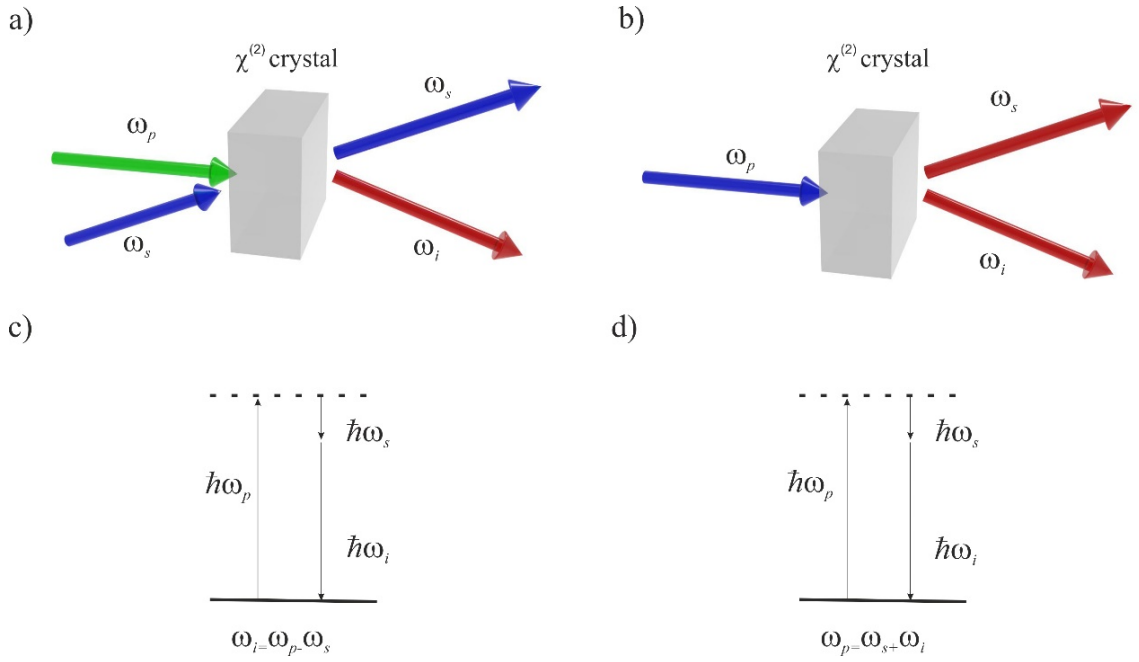 a)
χ⁽²⁾ crystal
ωₚ
ωₛ
ωₛ
ωᵢ
b)
χ⁽²⁾ crystal
ωₚ
ωₛ
ωᵢ
c)
ħωₛ
ħωₚ
ħωᵢ
ωᵢ₌ωₚ₋ωₛ
d)
ħωₛ
ħωₚ
ħωᵢ
ωₚ₌ωₛ₊ωᵢ